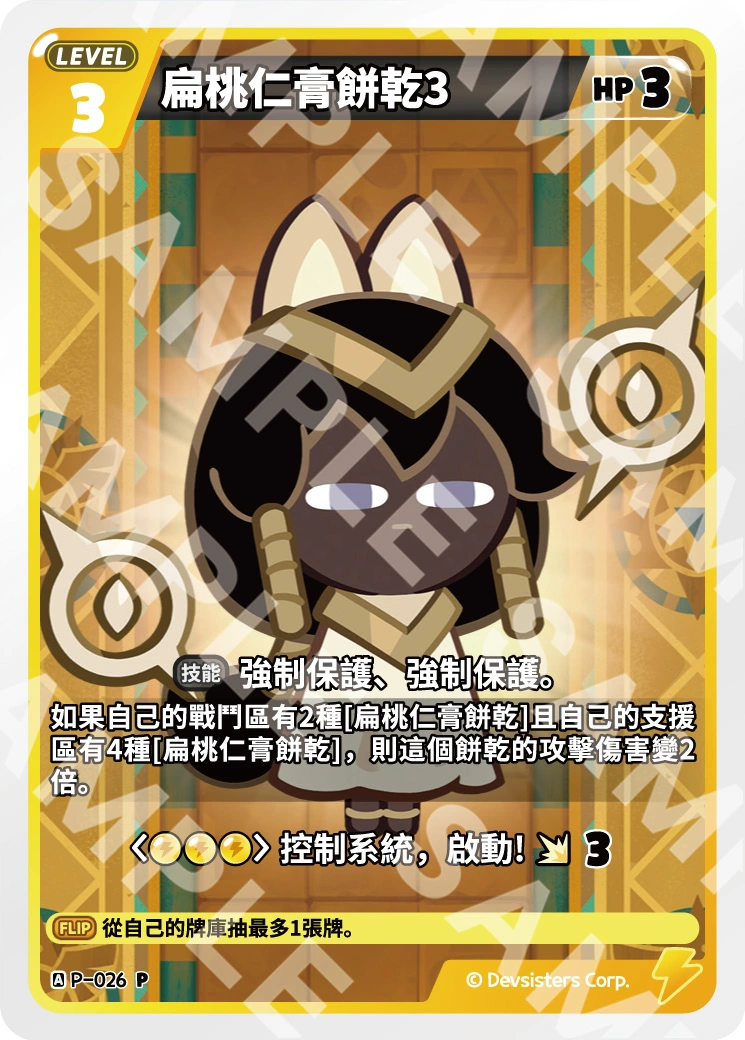 LEVEL
3
扁桃仁膏餅乾3
HP 3
技能 強制保護、強制保護。
如果自己的戰鬥區有2種[扁桃仁膏餅乾]且自己的支援
區有4種[扁桃仁膏餅乾]，則這個餅乾的攻擊傷害變2
倍。
〈〉控制系統，啟動! 3
FLIP 從自己的牌庫抽最多1張牌。
A P-026 P
© Devsisters Corp.
SAMPLE
SAMPLE
SAMPLE
SAMPLE